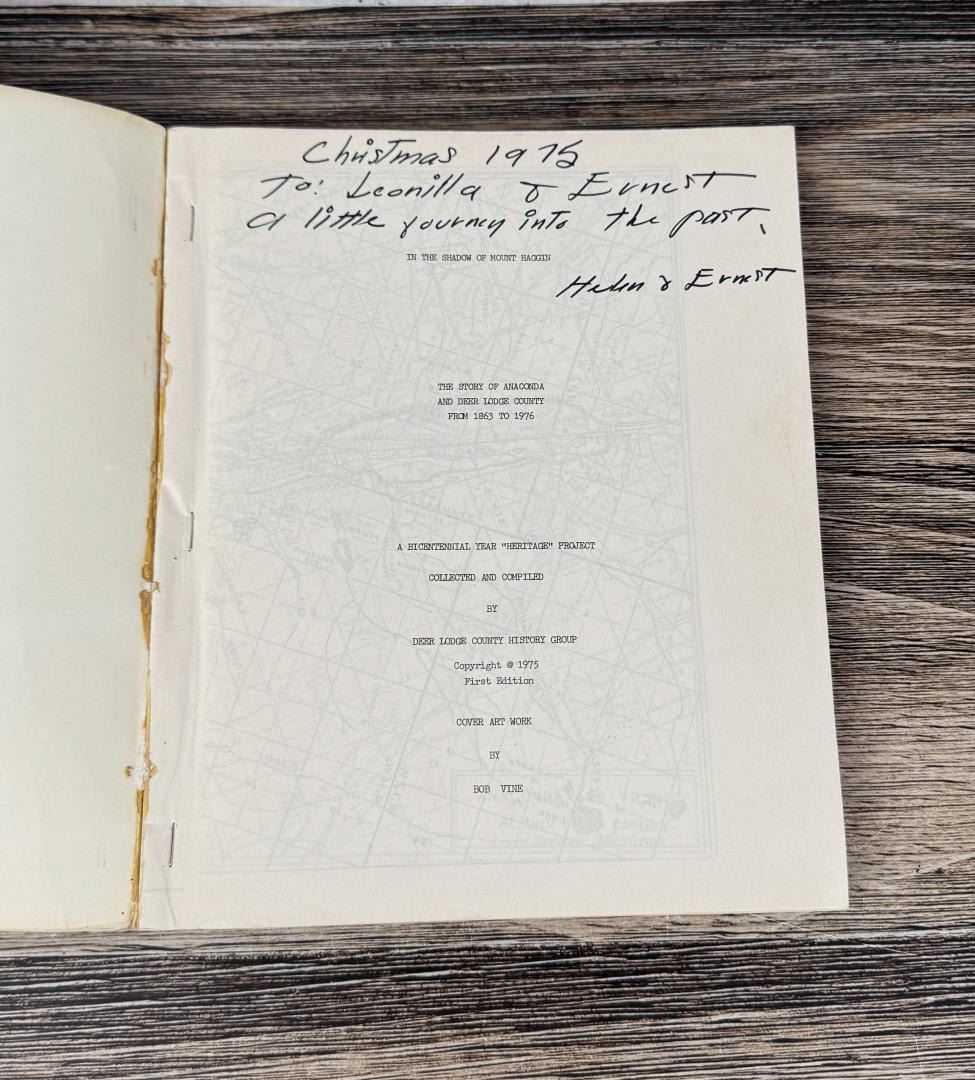 Christmas 1975
To: Leonilla & Ernest
a little journey into the past.
IN THE SHADOW OF MOUNT HAGGIN
Helen & Ernest
THE STORY OF ANACONDA
AND DEER LODGE COUNTY
FROM 1863 TO 1976
A BICENTENNIAL YEAR "HERITAGE" PROJECT
COLLECTED AND COMPILED
BY
DEER LODGE COUNTY HISTORY GROUP
Copyright @ 1975
First Edition
COVER ART WORK
BY
BOB VINE